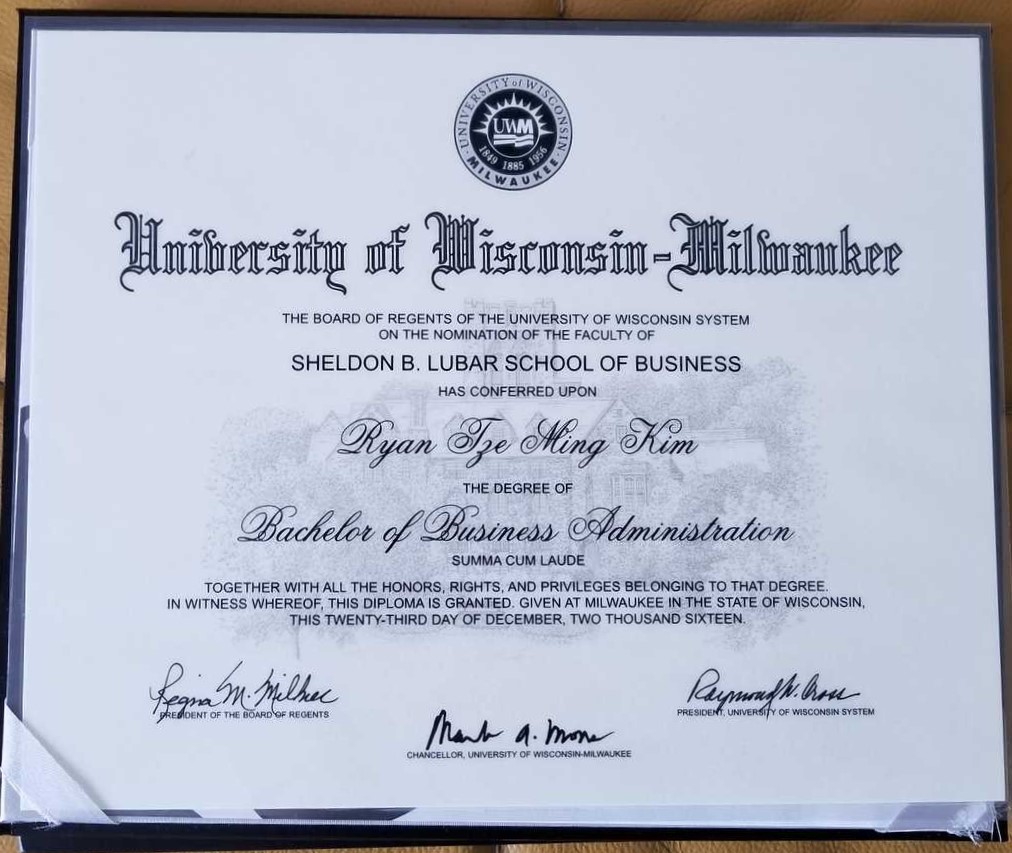 UNIVERSITY of WISCONSIN
UWM
1849 1885 1956
MILWAUKEE
University of Wisconsin-Milwaukee
THE BOARD OF REGENTS OF THE UNIVERSITY OF WISCONSIN SYSTEM
ON THE NOMINATION OF THE FACULTY OF
SHELDON B. LUBAR SCHOOL OF BUSINESS
HAS CONFERRED UPON
Ryan Tze Ming Kim
THE DEGREE OF
Bachelor of Business Administration
SUMMA CUM LAUDE
TOGETHER WITH ALL THE HONORS, RIGHTS, AND PRIVILEGES BELONGING TO THAT DEGREE.
IN WITNESS WHEREOF, THIS DIPLOMA IS GRANTED. GIVEN AT MILWAUKEE IN THE STATE OF WISCONSIN,
THIS TWENTY-THIRD DAY OF DECEMBER, TWO THOUSAND SIXTEEN.
Regina M. Millner
PRESIDENT OF THE BOARD OF REGENTS
Raymond W. Cross
PRESIDENT, UNIVERSITY OF WISCONSIN SYSTEM
Mark A. Mone
CHANCELLOR, UNIVERSITY OF WISCONSIN-MILWAUKEE